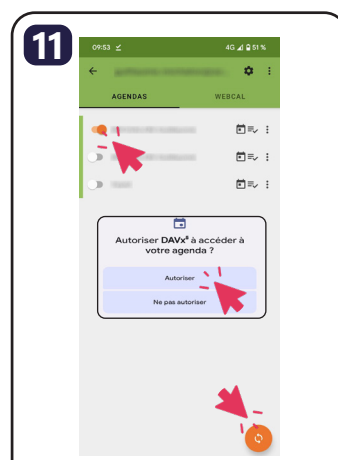 11
09:53 4G 51 %
AGENDAS WEBCAL
Autoriser DAVx⁵ à accéder à
votre agenda ?
Autoriser
Ne pas autoriser